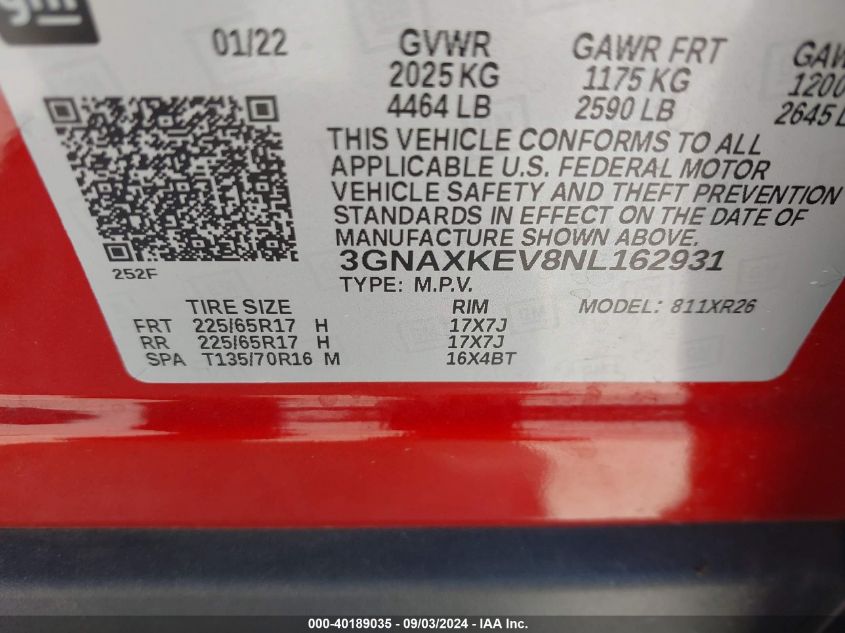 gm
01/22 GVWR GAWR FRT GAW
2025 KG 1175 KG 1200
4464 LB 2590 LB 2645 L
THIS VEHICLE CONFORMS TO ALL
APPLICABLE U.S. FEDERAL MOTOR
VEHICLE SAFETY AND THEFT PREVENTION
STANDARDS IN EFFECT ON THE DATE OF
MANUFACTURE SHOWN ABOVE.
252F 3GNAXKEV8NL162931
TYPE: M.P.V.
TIRE SIZE RIM MODEL: 811XR26
FRT 225/65R17 H 17X7J
RR 225/65R17 H 17X7J
SPA T135/70R16 M 16X4BT
000-40189035 - 09/03/2024 - IAA Inc.